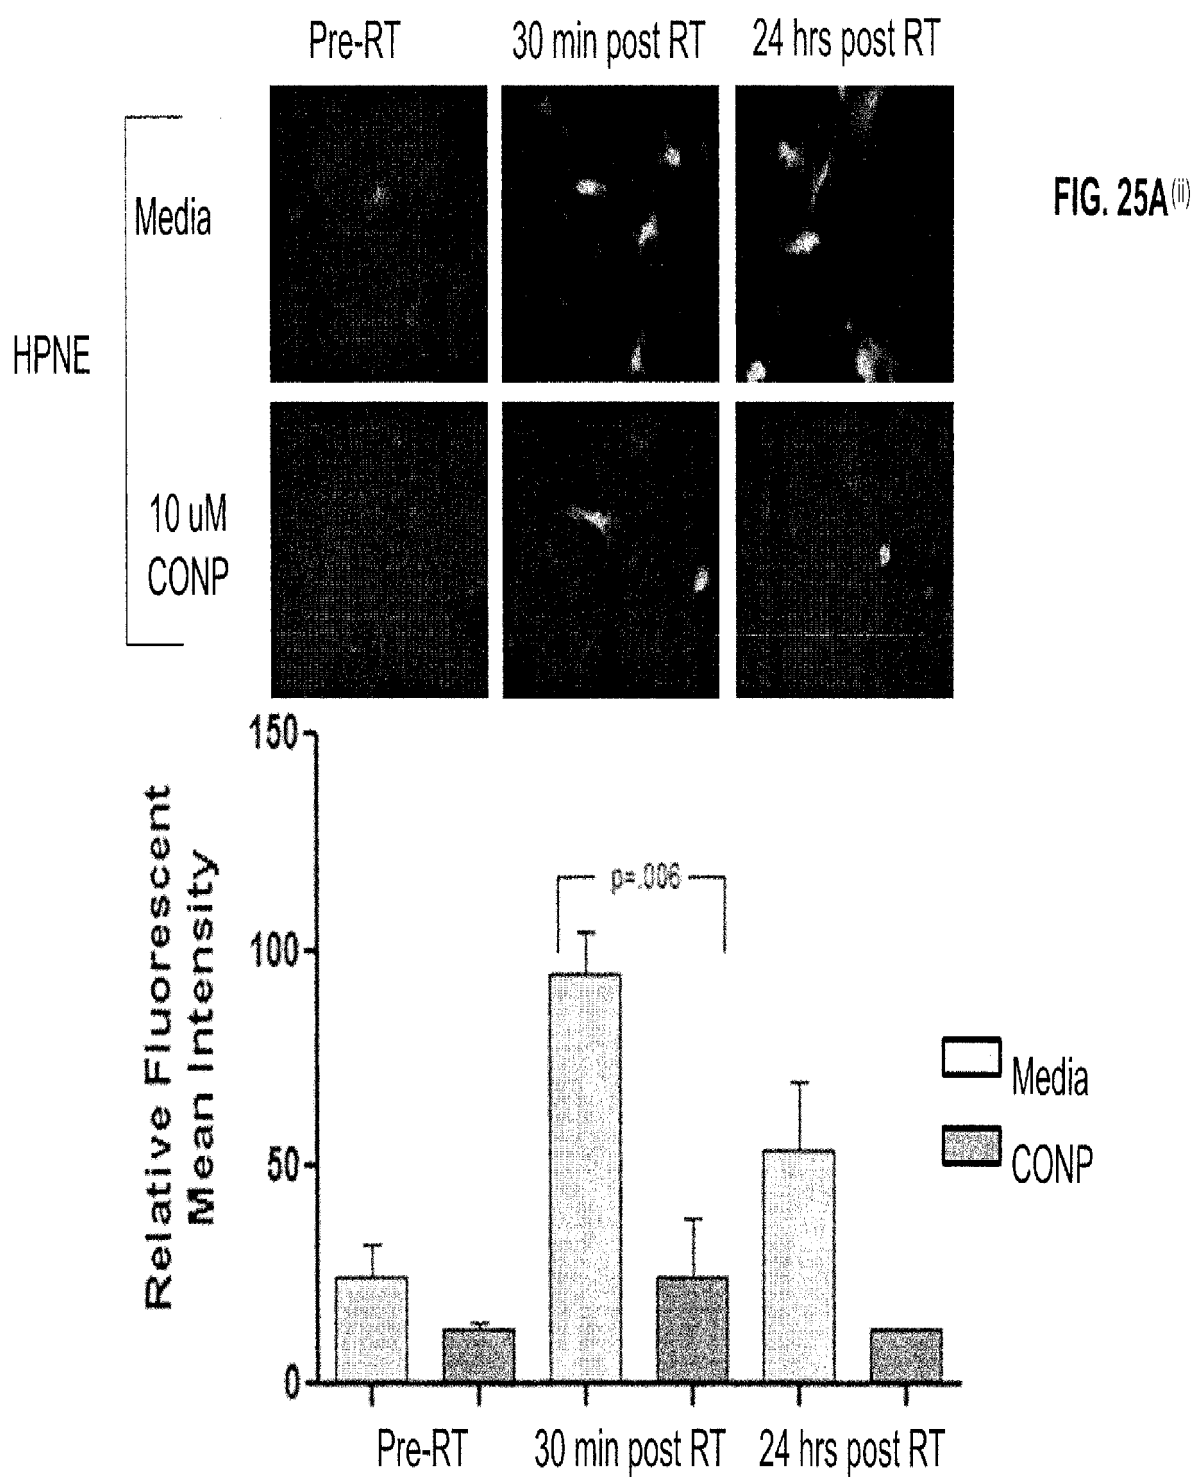 Pre-RT
30 min post RT
24 hrs post RT
FIG. 25A(ii)
Media
HPNE
10 uM
CONP
150
100
50
0
Relative Fluorescent
Mean Intensity
p=.006
Media
CONP
Pre-RT
30 min post RT
24 hrs post RT